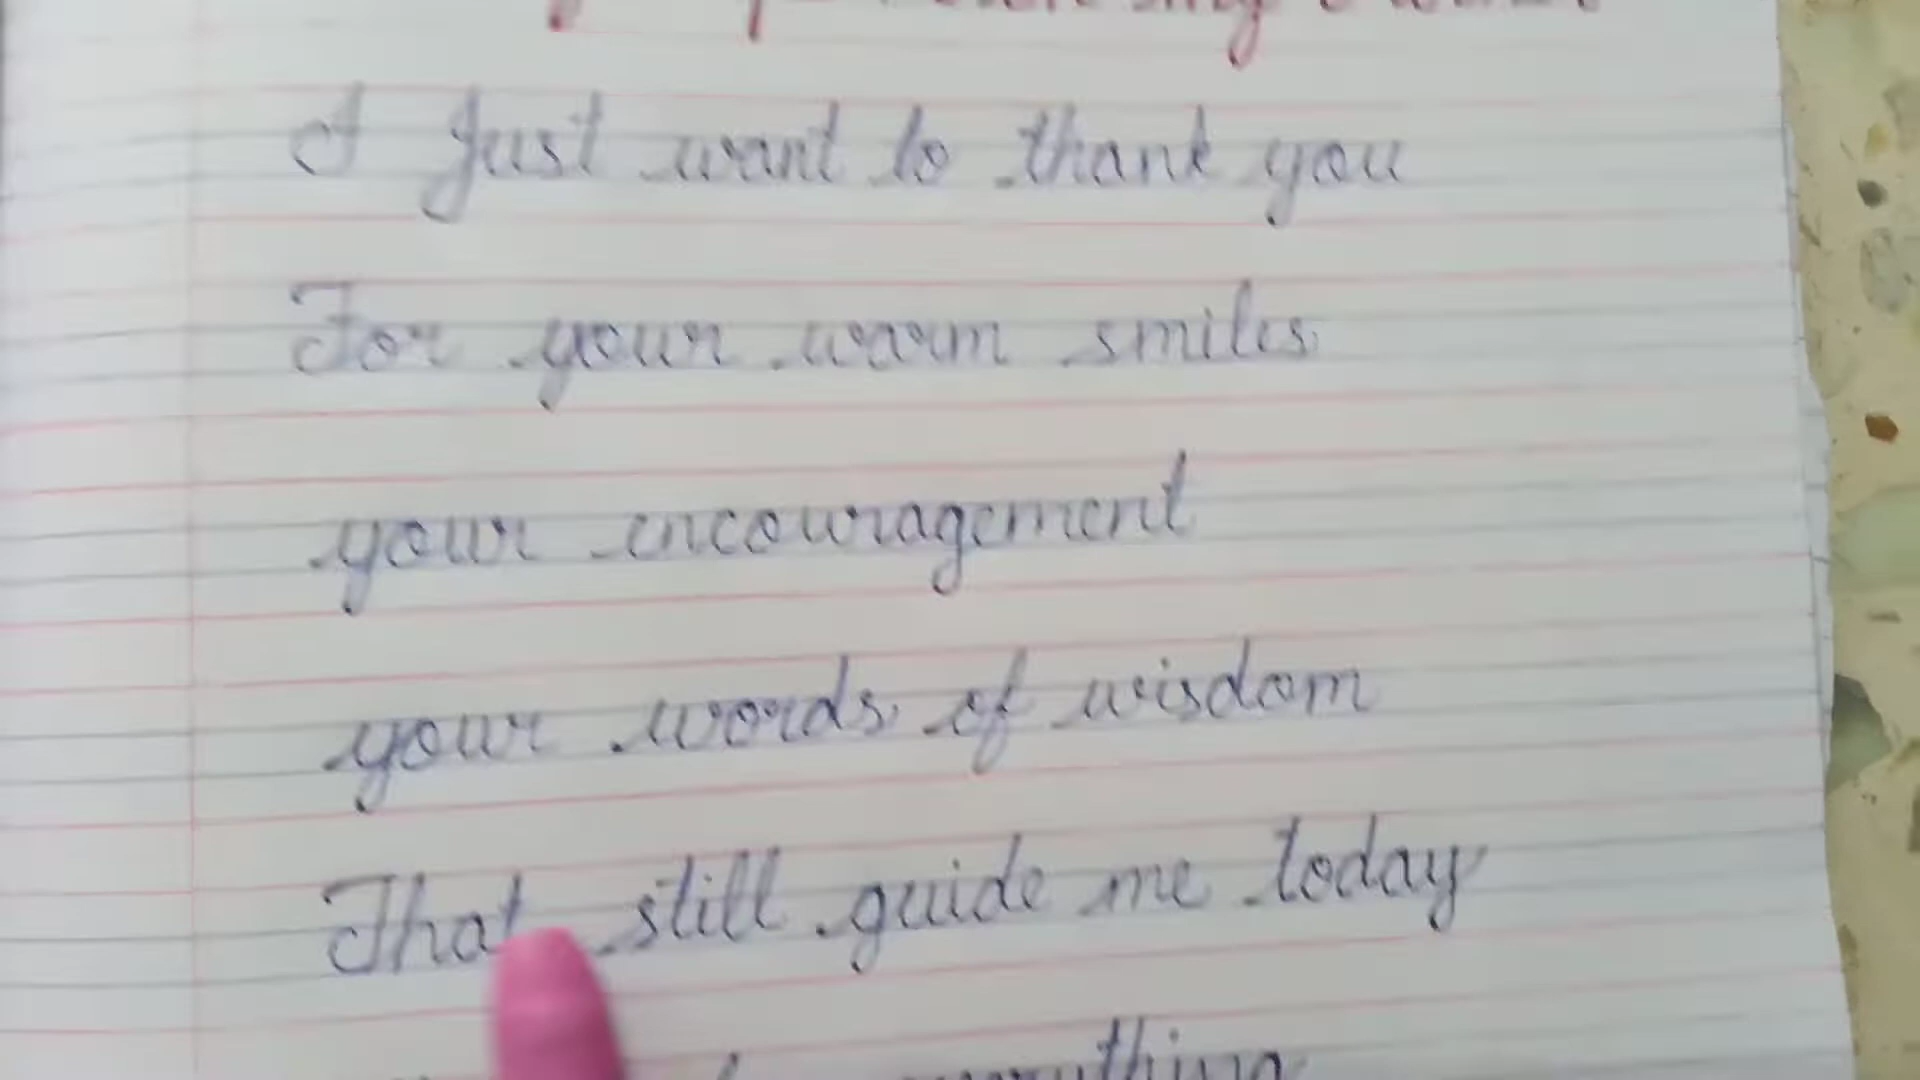 I Just want to thank you
For your warm smiles
your encouragement
your words of wisdom
That still guide me today
everything